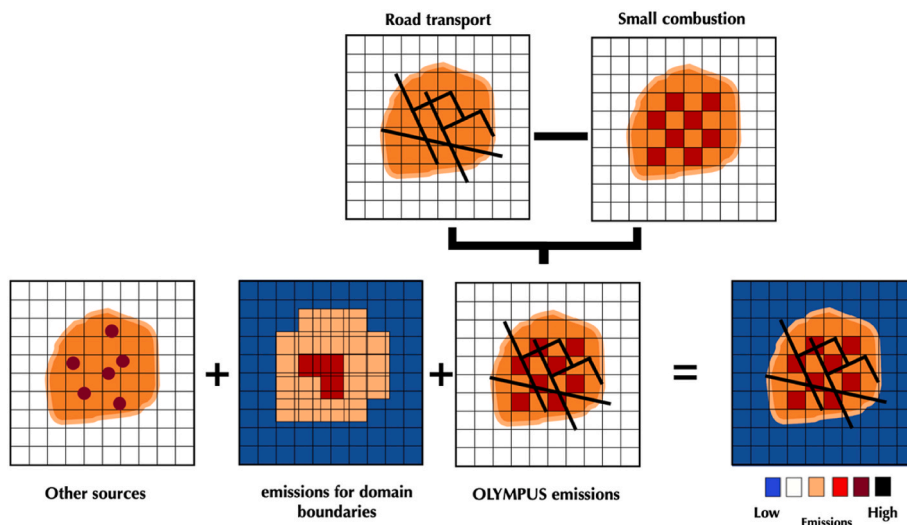 Road transport
Small combustion
+
+
=
Other sources
emissions for domain
boundaries
OLYMPUS emissions
Low
Emissions
High